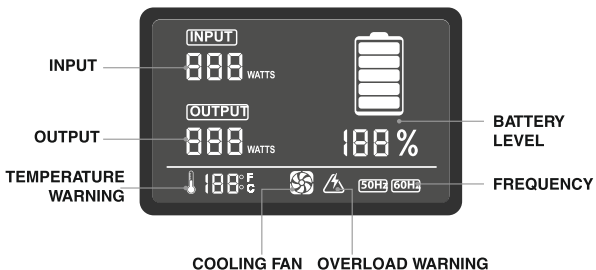 INPUT
INPUT
888 WATTS
OUTPUT
OUTPUT
888 WATTS
188 %
BATTERY
LEVEL
TEMPERATURE
WARNING
188 °F
°C
50Hz 60Hz
FREQUENCY
COOLING FAN
OVERLOAD WARNING